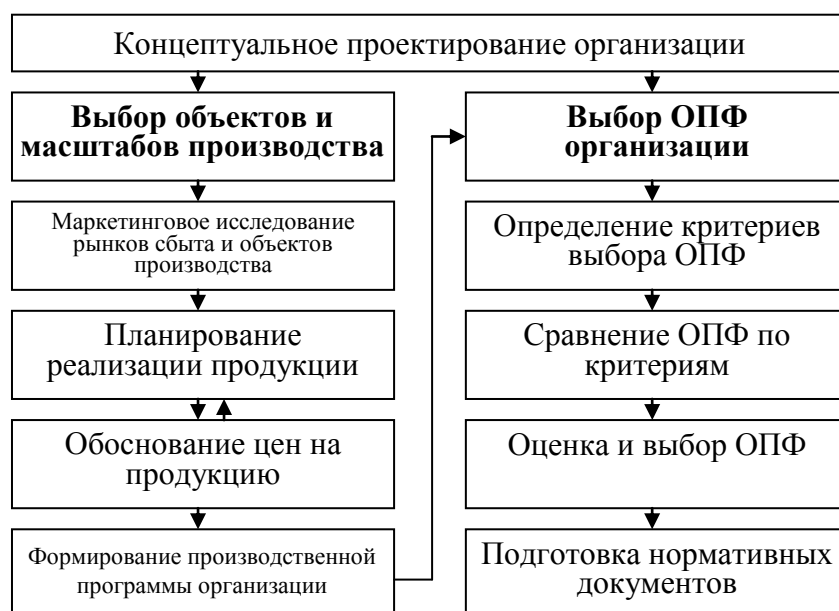 Концептуальное проектирование организации
Выбор объектов и
масштабов производства
Маркетинговое исследование
рынков сбыта и объектов
производства
Планирование
реализации продукции
Обоснование цен на
продукцию
Формирование производственной
программы организации
Выбор ОПФ
организации
Определение критериев
выбора ОПФ
Сравнение ОПФ по
критериям
Оценка и выбор ОПФ
Подготовка нормативных
документов